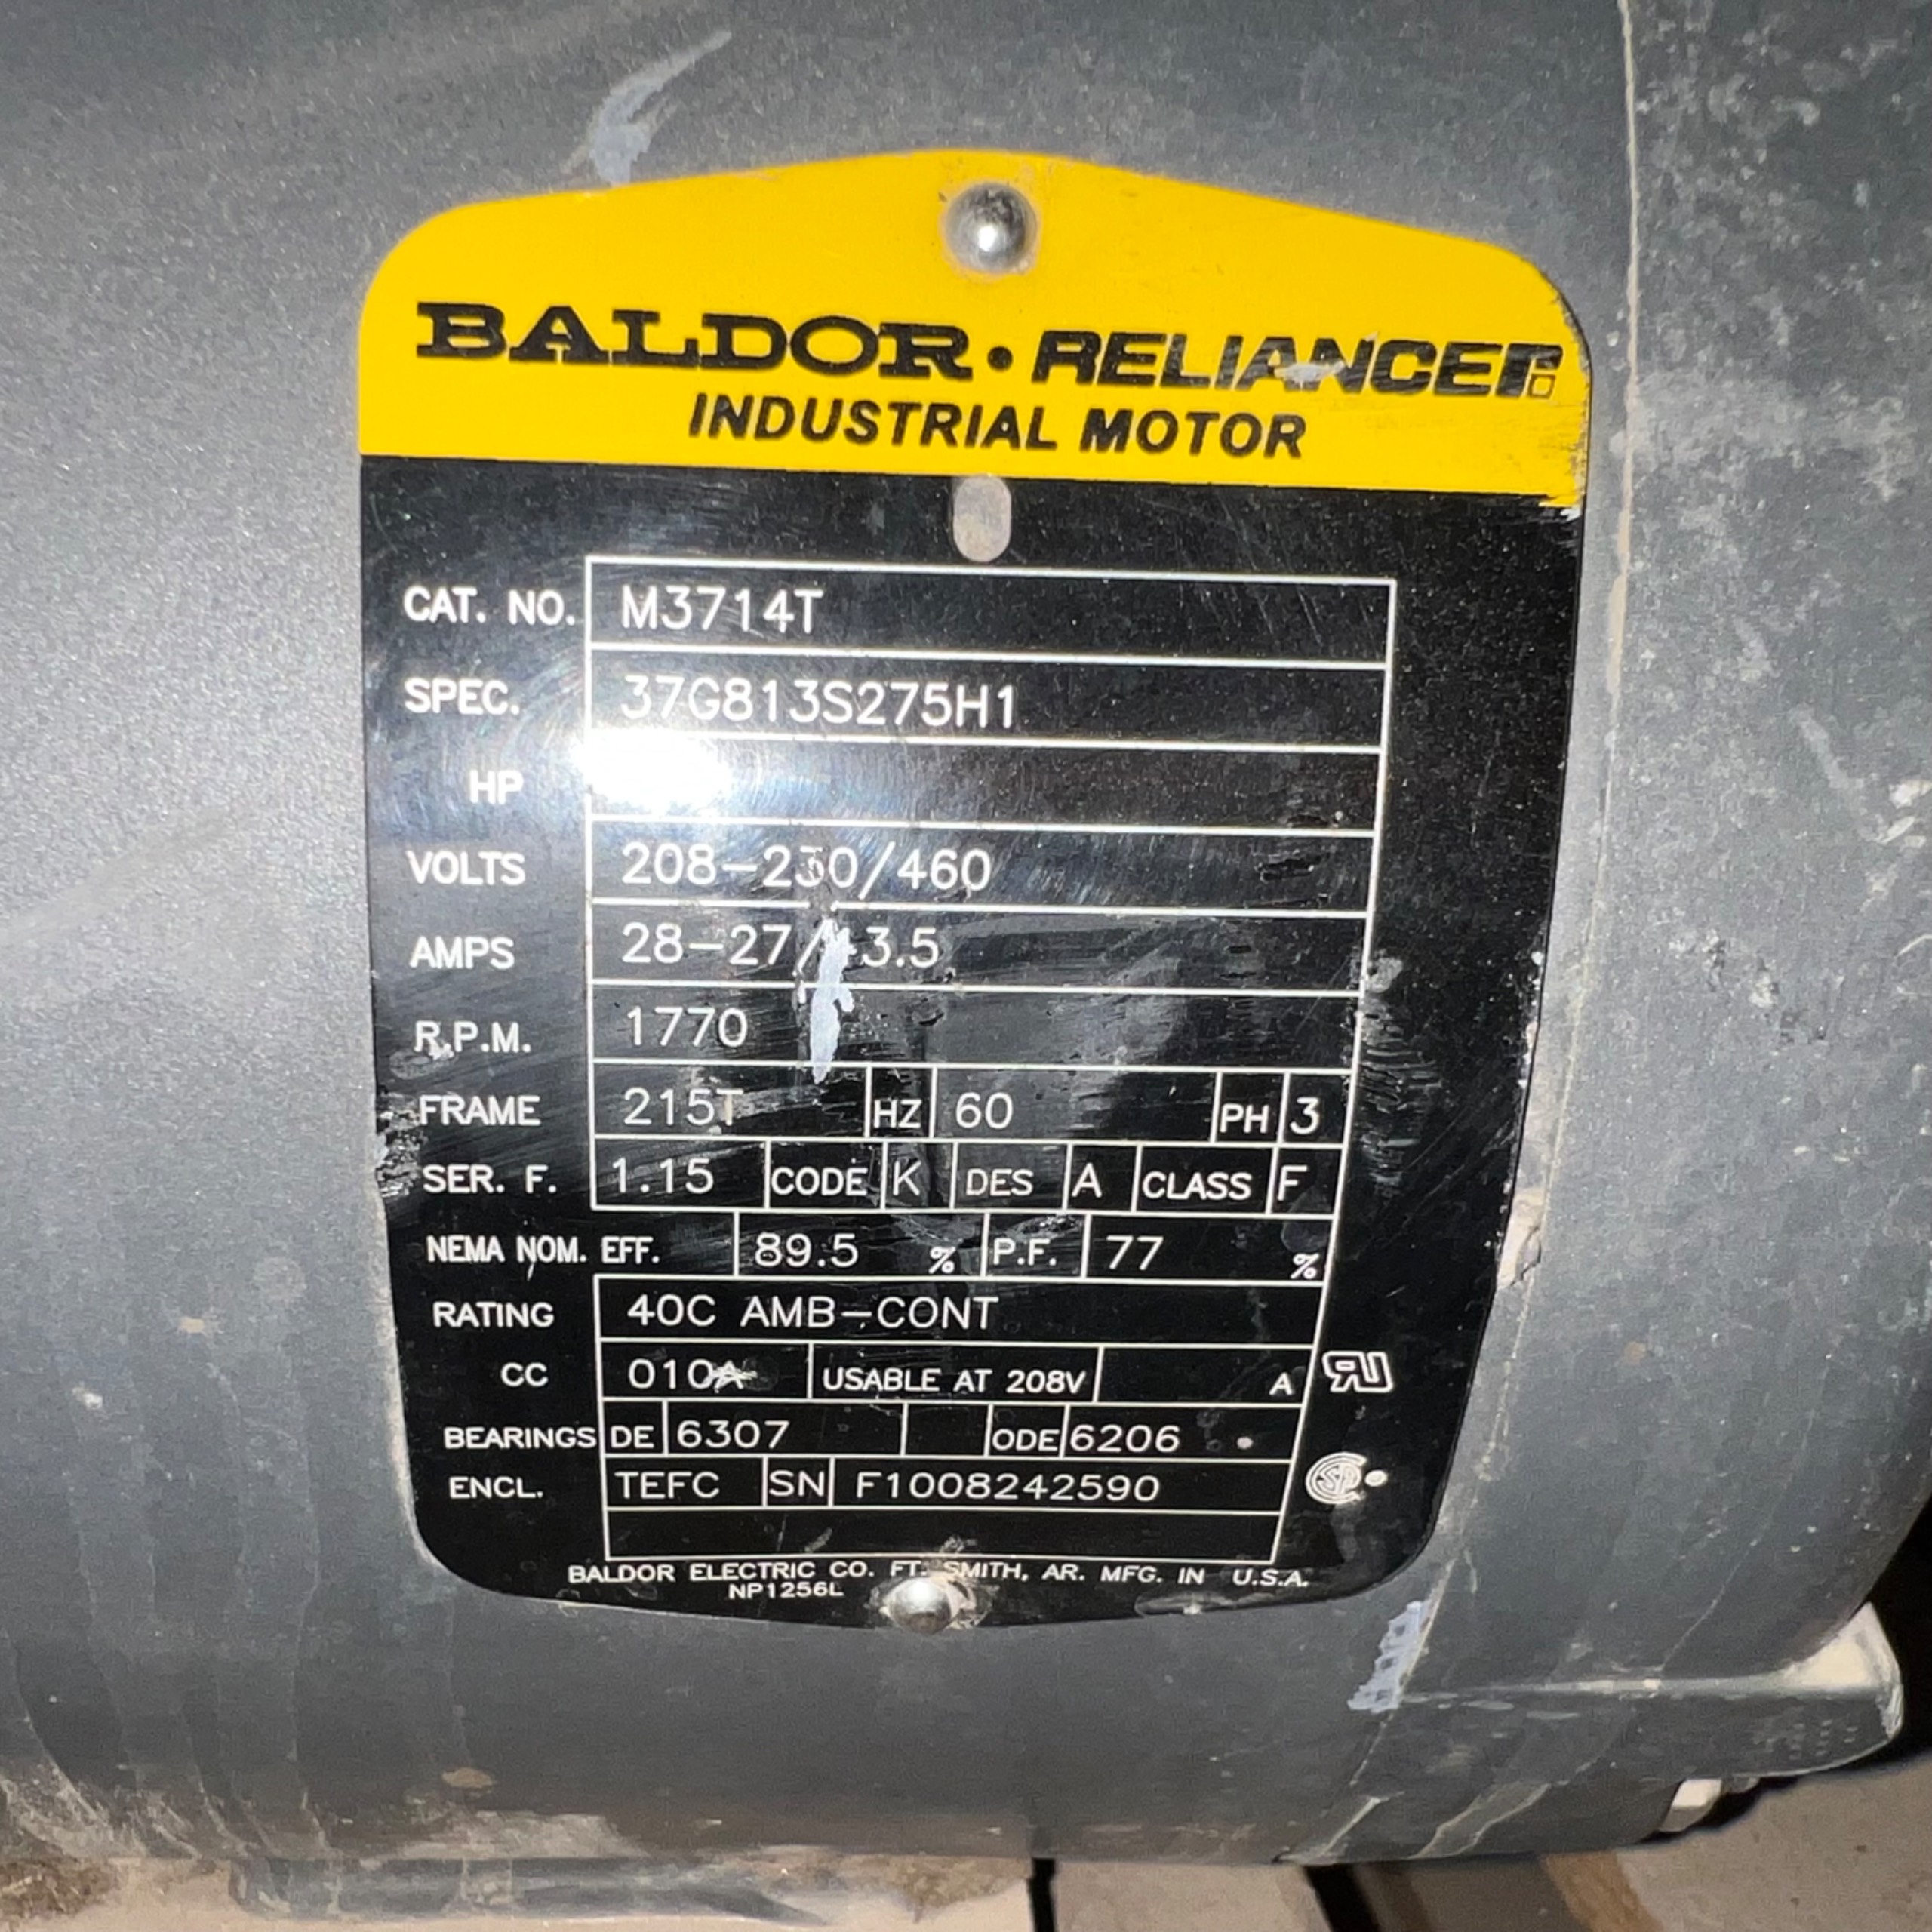 BALDOR • RELIANCE
INDUSTRIAL MOTOR
CAT. NO. M3714T
SPEC. 37G813S275H1
HP
VOLTS 208-230/460
AMPS 28-27/13.5
R.P.M. 1770
FRAME 215T HZ 60 PH 3
SER. F. 1.15 CODE K DES A CLASS F
NEMA NOM. EFF. 89.5 % P.F. 77 %
RATING 40C AMB-CONT
CC 010A USABLE AT 208V A
BEARINGS DE 6307 ODE 6206
ENCL. TEFC SN F1008242590
BALDOR ELECTRIC CO. FT. SMITH, AR. MFG. IN U.S.A.
NP1256L